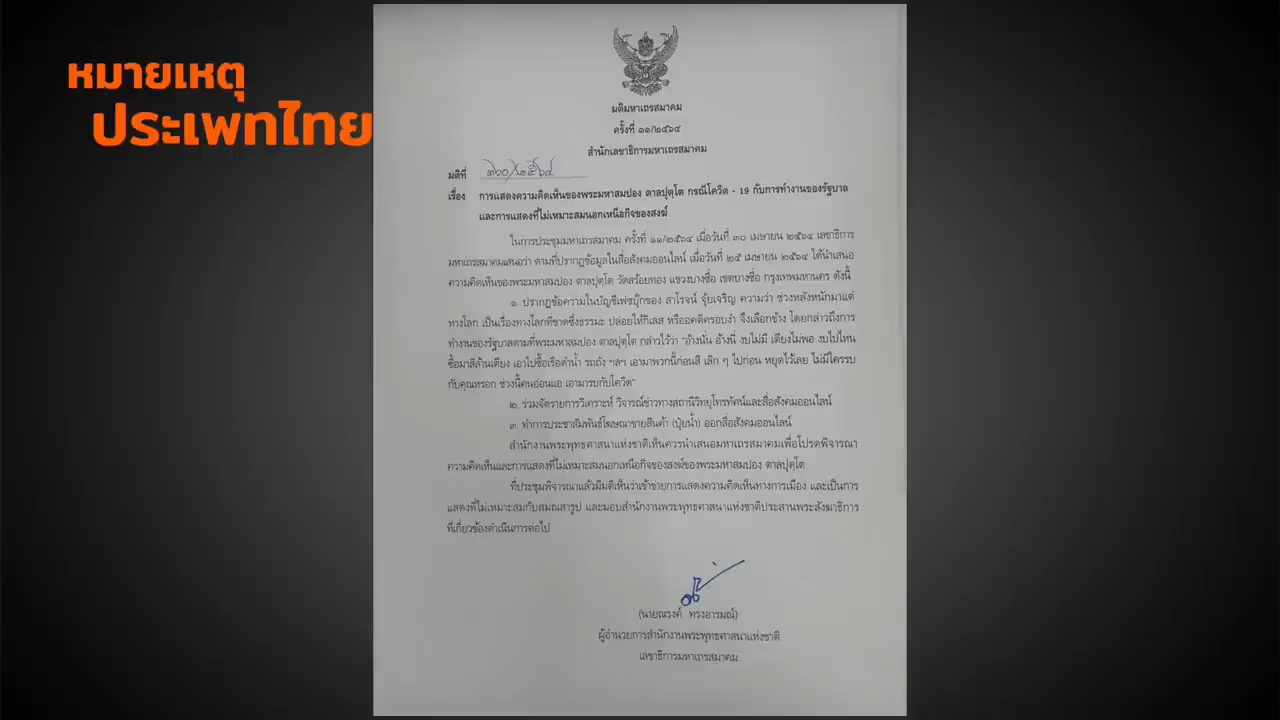 หมายเหตุ
ประเพทไทย
มติมหาเถรสมาคม
ครั้งที่ ๑๑/๒๕๖๔
สำนักเลขาธิการมหาเถรสมาคม
มติที่ ๓๖๐/๒๕๖๔
เรื่อง การแสดงความคิดเห็นของพระมหาสมปอง ตาลปุตฺโต กรณีโควิด - 19 กับการทำงานของรัฐบาล
และการแสดงที่ไม่เหมาะสมนอกเหนือกิจของสงฆ์
ในการประชุมมหาเถรสมาคม ครั้งที่ ๑๑/๒๕๖๔ เมื่อวันที่ ๓๐ เมษายน ๒๕๖๔ เลขาธิการ
มหาเถรสมาคมเสนอว่า ตามที่ปรากฏข้อมูลในสื่อสังคมออนไลน์ เมื่อวันที่ ๒๕ เมษายน ๒๕๖๔ ได้นำเสนอ
ความคิดเห็นของพระมหาสมปอง ตาลปุตฺโต วัดสร้อยทอง แขวงบางซื่อ เขตบางซื่อ กรุงเทพมหานคร ดังนี้
๑. ปรากฏข้อความในบัญชีเฟซบุ๊กของ สาโรจน์ จุ้ยเจริญ ความว่า ช่วงหลังหนักมาแต่
ทางโลก เป็นเรื่องทางโลกที่ขาดซึ่งธรรมะ ปล่อยให้กิเลส หรืออคติครอบงำ จึงเลือกข้าง โดยกล่าวถึงการ
ทำงานของรัฐบาลตามที่พระมหาสมปอง ตาลปุตฺโต กล่าวไว้ว่า "อ้างนั่น อ้างนี่ งบไม่มี เตียงไม่พอ งบไปไหน
ซื้อมาสิล้านเตียง เอาไปซื้อเรือดำน้ำ รถถัง ฯลฯ เอามาพวกนี้ก่อนสิ เลิก ๆ ไปก่อน หยุดไว้เลย ไม่มีใครรบ
กับคุณหรอก ช่วงนี้คนอ่อนแอ เอามารบกับโควิด"
๒. ร่วมจัดรายการวิเคราะห์ วิจารณ์ข่าวทางสถานีวิทยุโทรทัศน์และสื่อสังคมออนไลน์
๓. ทำการประชาสัมพันธ์โฆษณาขายสินค้า (ปุ๋ยน้ำ) ออกสื่อสังคมออนไลน์
สำนักงานพระพุทธศาสนาแห่งชาติเห็นควรนำเสนอมหาเถรสมาคมเพื่อโปรดพิจารณา
ความคิดเห็นและการแสดงที่ไม่เหมาะสมนอกเหนือกิจของสงฆ์ของพระมหาสมปอง ตาลปุตฺโต
ที่ประชุมพิจารณาแล้วมีมติเห็นว่าเข้าข่ายการแสดงความคิดเห็นทางการเมือง และเป็นการ
แสดงที่ไม่เหมาะสมกับสมณสารูป และมอบสำนักงานพระพุทธศาสนาแห่งชาติประสานพระสังฆาธิการ
ที่เกี่ยวข้องดำเนินการต่อไป
(นายณรงค์ ทรงอารมณ์)
ผู้อำนวยการสำนักงานพระพุทธศาสนาแห่งชาติ
เลขาธิการมหาเถรสมาคม